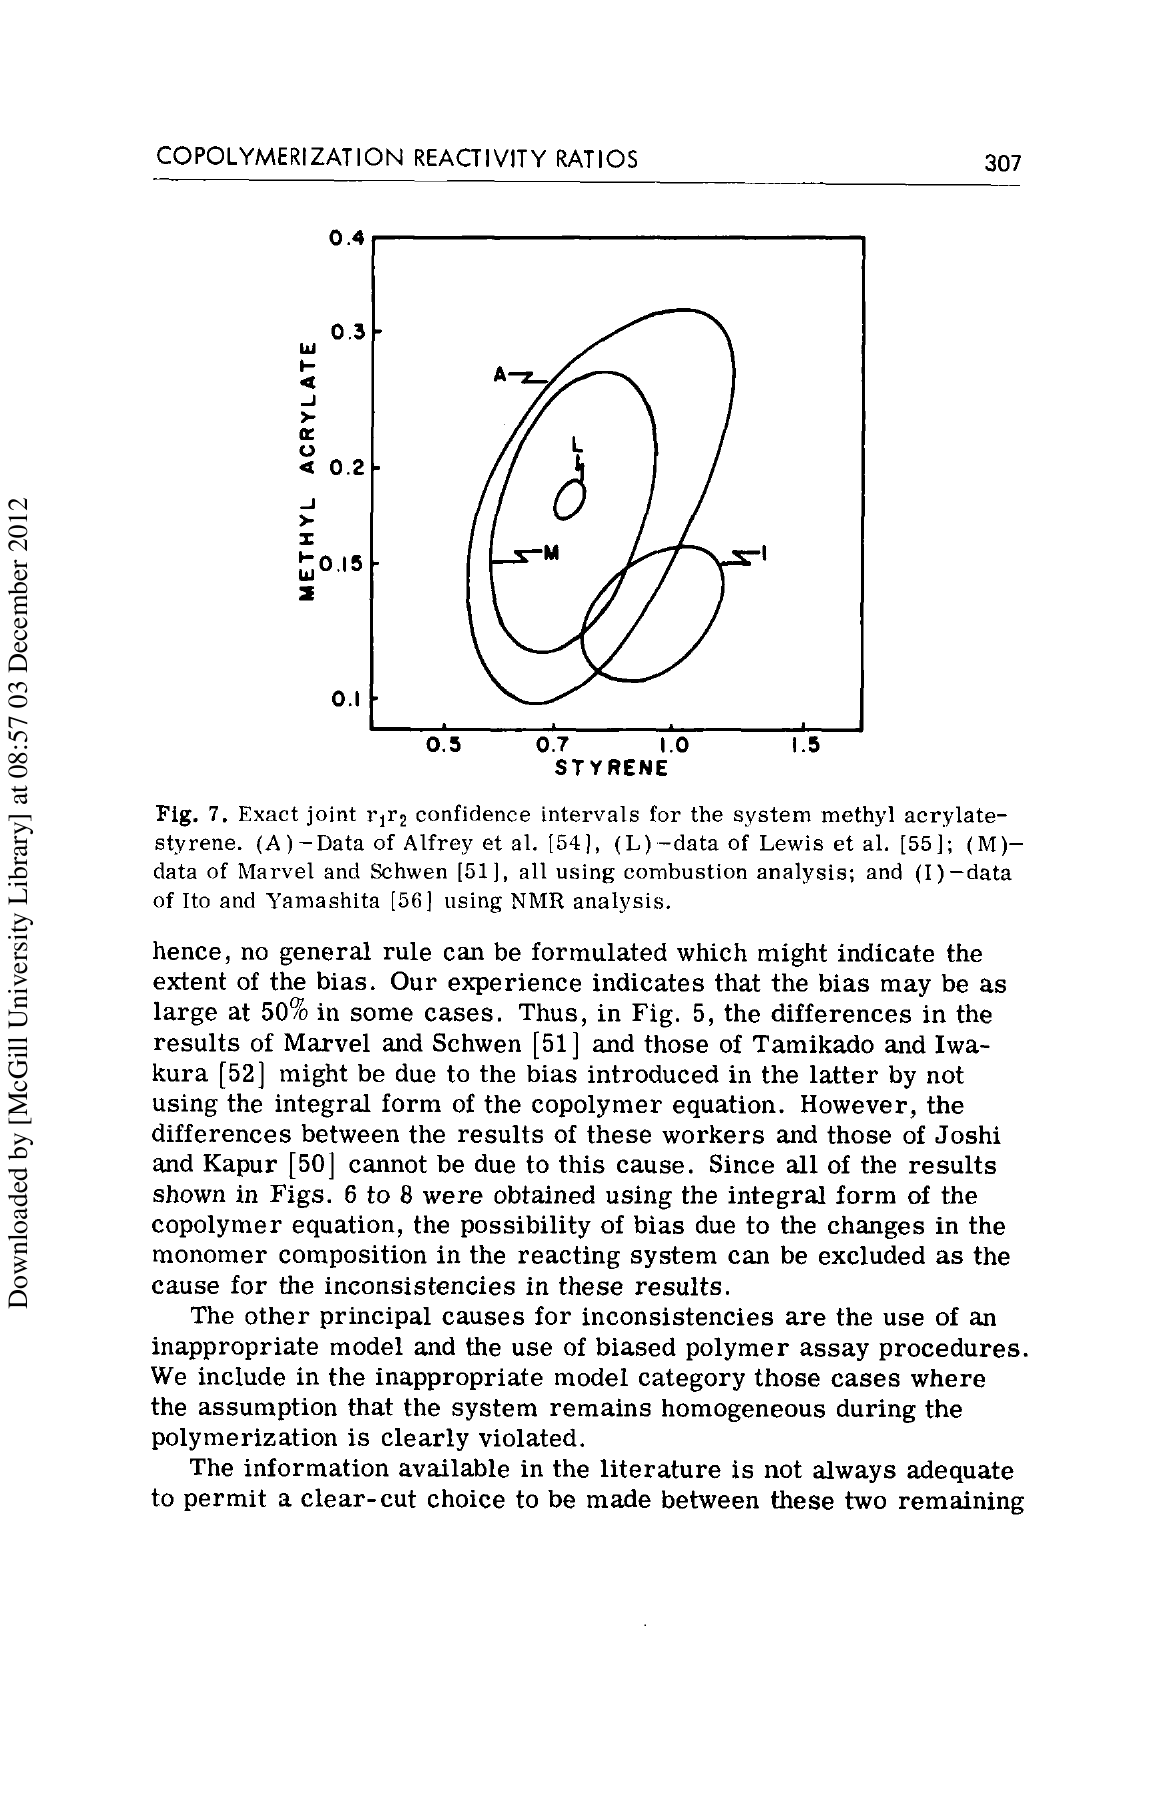 COPOLYMERIZATION REACTIVITY RATIOS 307
0.4
0.3
0.2
0.15
0.1
METHYL ACRYLATE
A
L
M
I
0.5 0.7 1.0 1.5
STYRENE
Fig. 7. Exact joint r1r2 confidence intervals for the system methyl acrylate-
styrene. (A)-Data of Alfrey et al. [54], (L)-data of Lewis et al. [55]; (M)-
data of Marvel and Schwen [51], all using combustion analysis; and (I)-data
of Ito and Yamashita [56] using NMR analysis.
hence, no general rule can be formulated which might indicate the
extent of the bias. Our experience indicates that the bias may be as
large at 50% in some cases. Thus, in Fig. 5, the differences in the
results of Marvel and Schwen [51] and those of Tamikado and Iwa-
kura [52] might be due to the bias introduced in the latter by not
using the integral form of the copolymer equation. However, the
differences between the results of these workers and those of Joshi
and Kapur [50] cannot be due to this cause. Since all of the results
shown in Figs. 6 to 8 were obtained using the integral form of the
copolymer equation, the possibility of bias due to the changes in the
monomer composition in the reacting system can be excluded as the
cause for the inconsistencies in these results.
The other principal causes for inconsistencies are the use of an
inappropriate model and the use of biased polymer assay procedures.
We include in the inappropriate model category those cases where
the assumption that the system remains homogeneous during the
polymerization is clearly violated.
The information available in the literature is not always adequate
to permit a clear-cut choice to be made between these two remaining
Downloaded by [McGill University Library] at 08:57 03 December 2012